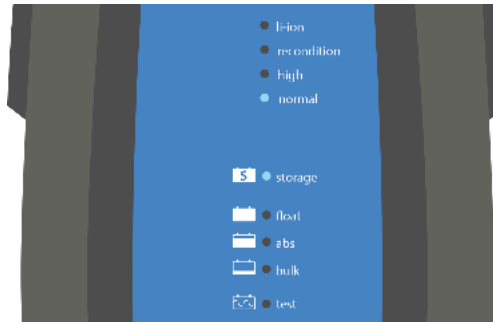 li-ion
recondition
high
normal
S storage
float
abs
bulk
test